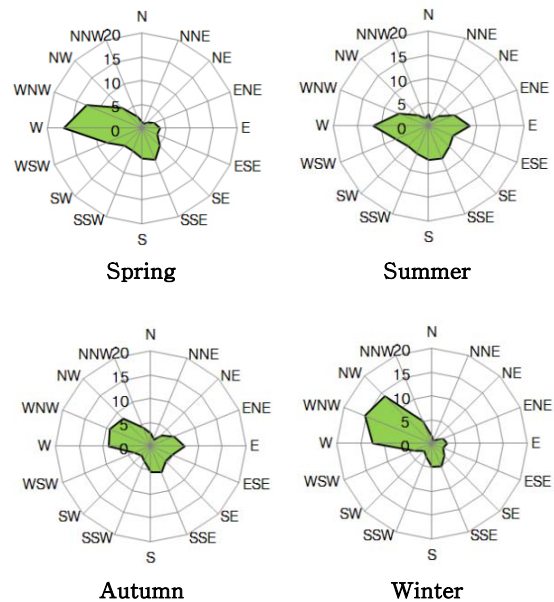 N
NNW
20
NNE
NW
15
NE
10
WNW
ENE
5
W
0
E
WSW
ESE
SW
SE
SSW
SSE
S
Spring
N
NNW
20
NNE
NW
15
NE
10
WNW
ENE
5
W
0
E
WSW
ESE
SW
SE
SSW
SSE
S
Summer
N
NNW
20
NNE
NW
15
NE
10
WNW
ENE
5
W
0
E
WSW
ESE
SW
SE
SSW
SSE
S
Autumn
N
NNW
20
NNE
NW
15
NE
10
WNW
ENE
5
W
0
E
WSW
ESE
SW
SE
SSW
SSE
S
Winter